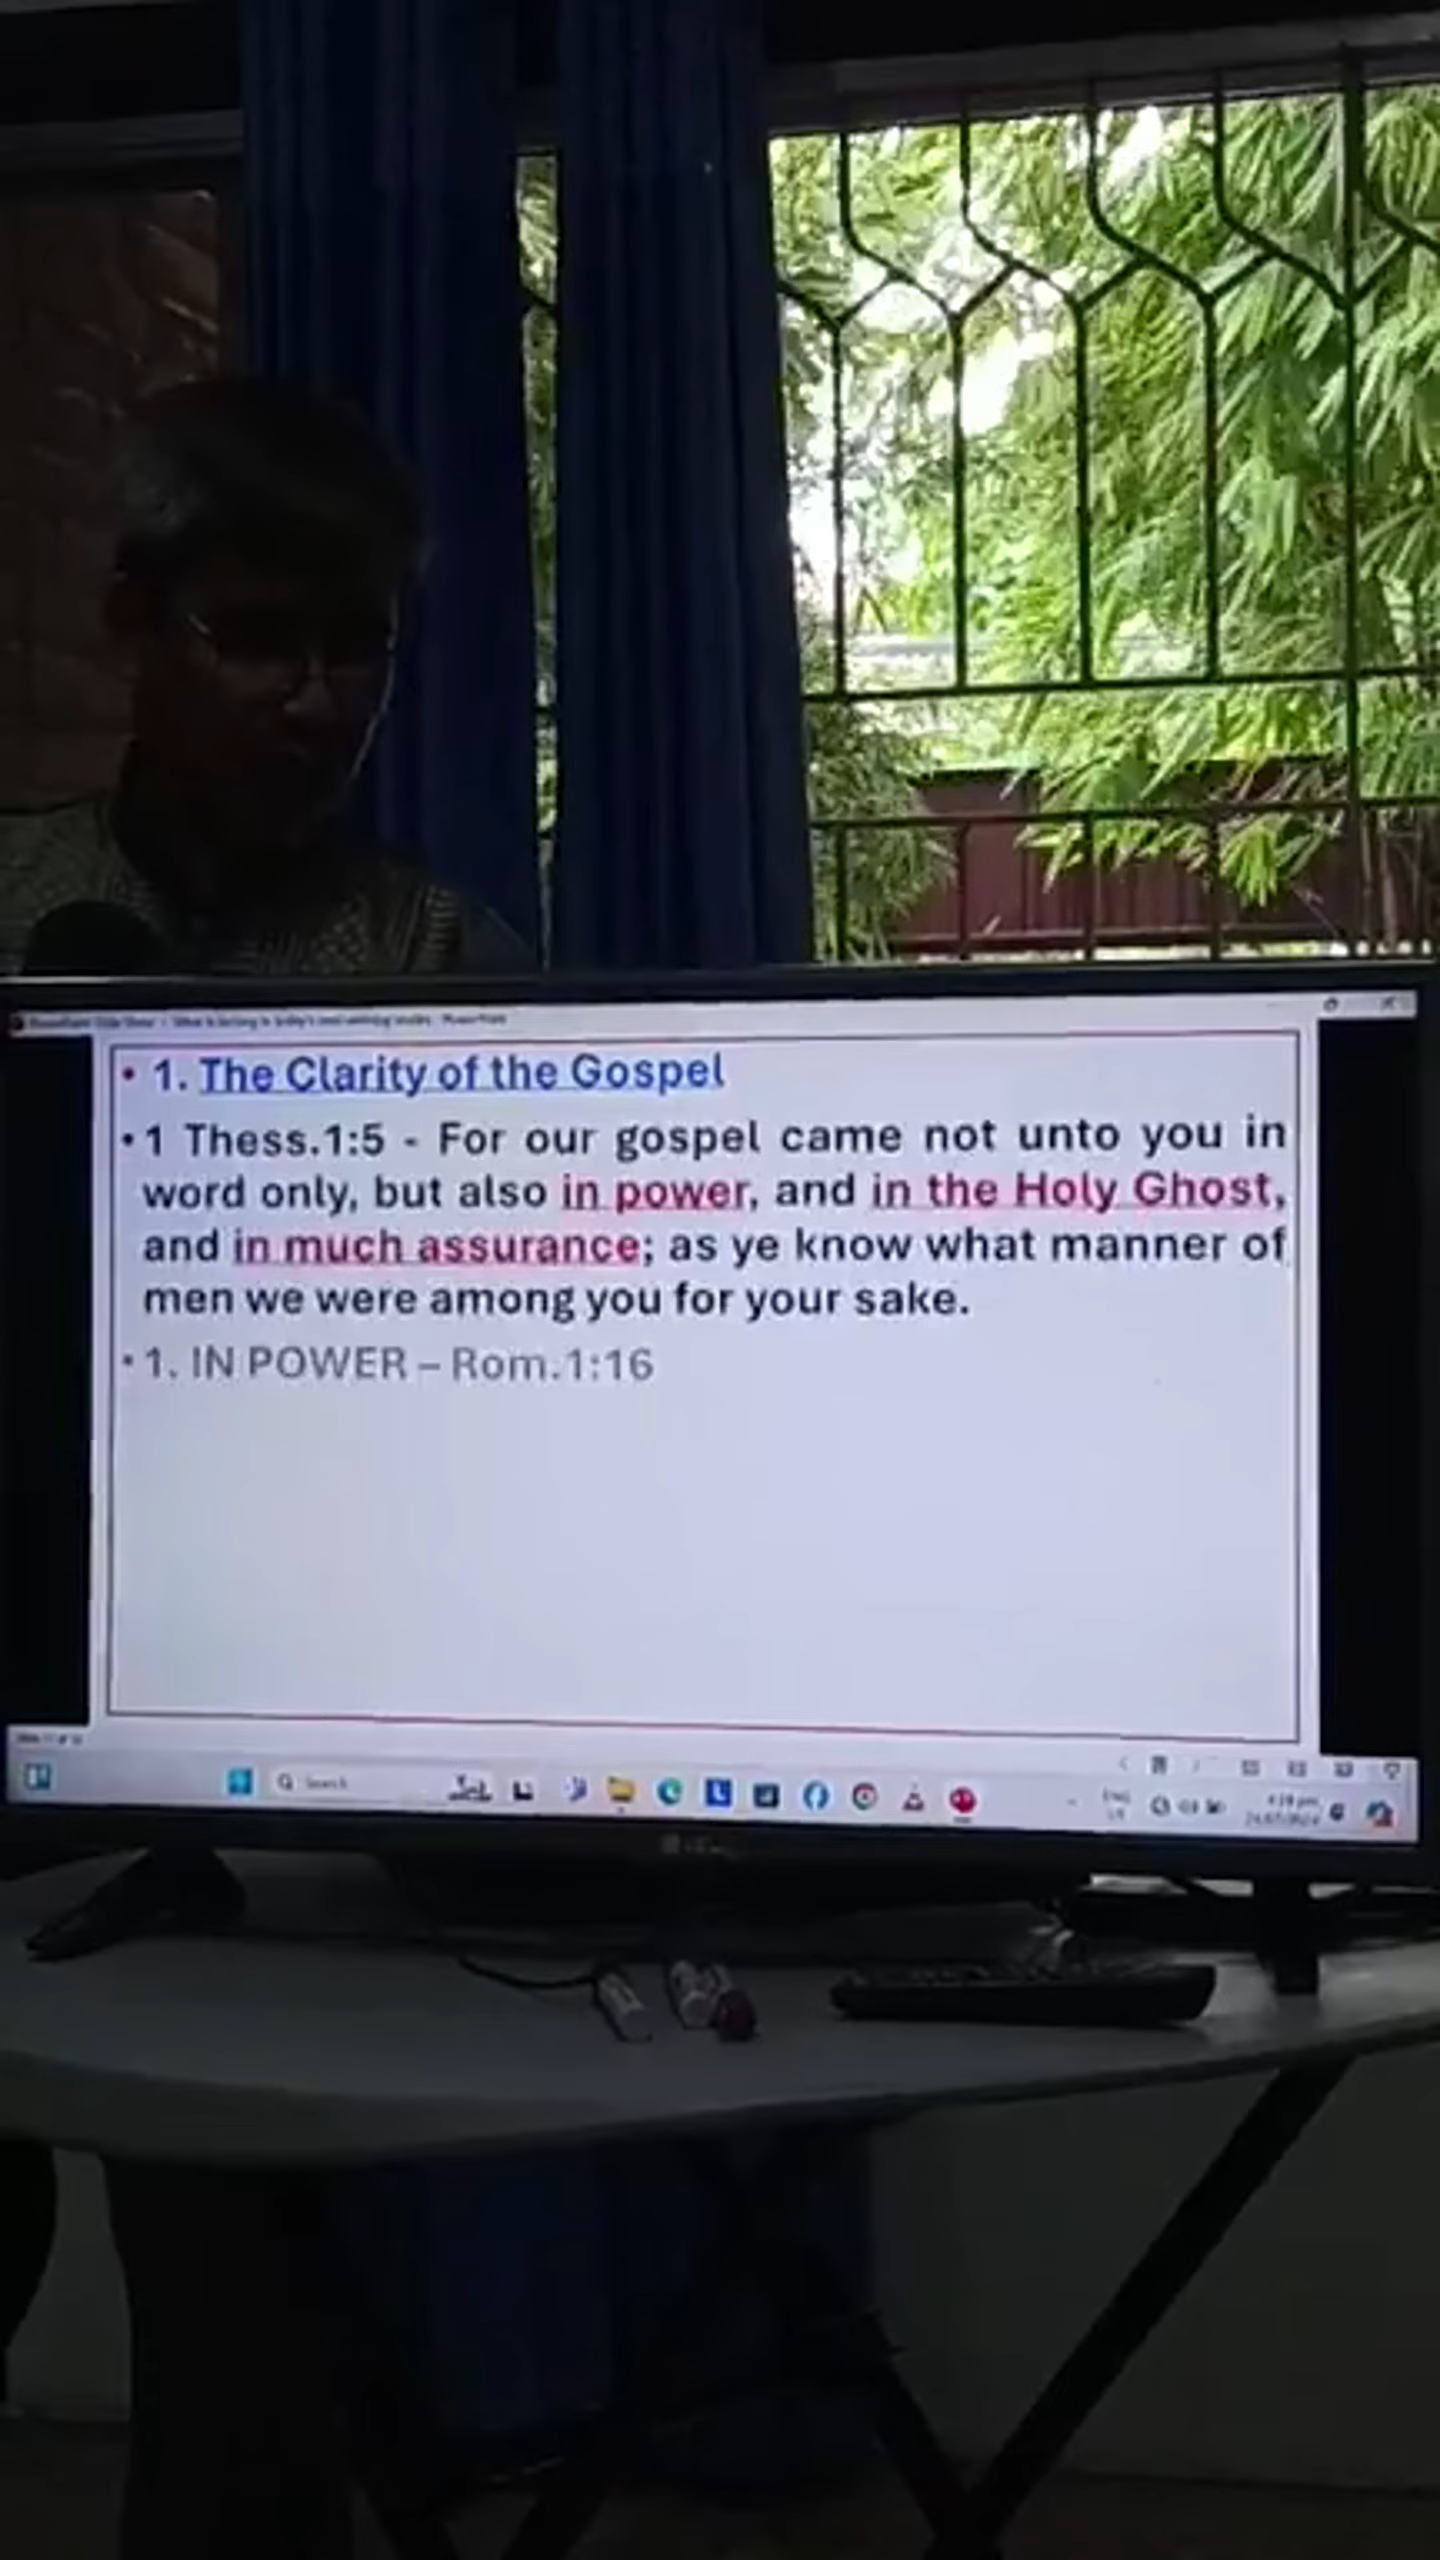 • 1. The Clarity of the Gospel
• 1 Thess.1:5 - For our gospel came not unto you in
word only, but also in power, and in the Holy Ghost,
and in much assurance; as ye know what manner of
men we were among you for your sake.
• 1. IN POWER – Rom.1:16
Search